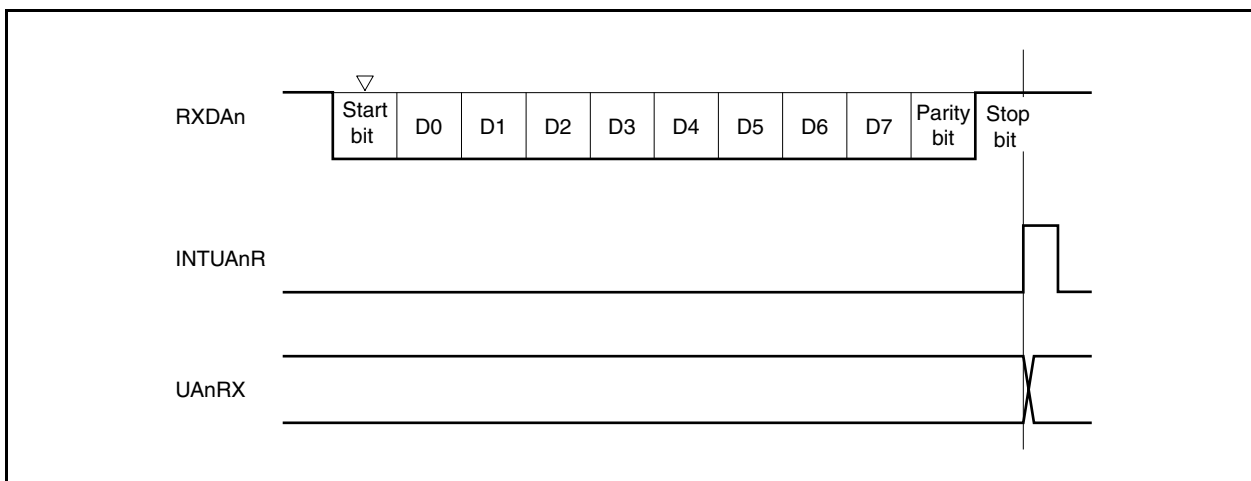 RXDAn
Start bit
D0
D1
D2
D3
D4
D5
D6
D7
Parity bit
Stop bit
INTUAnR
UAnRX